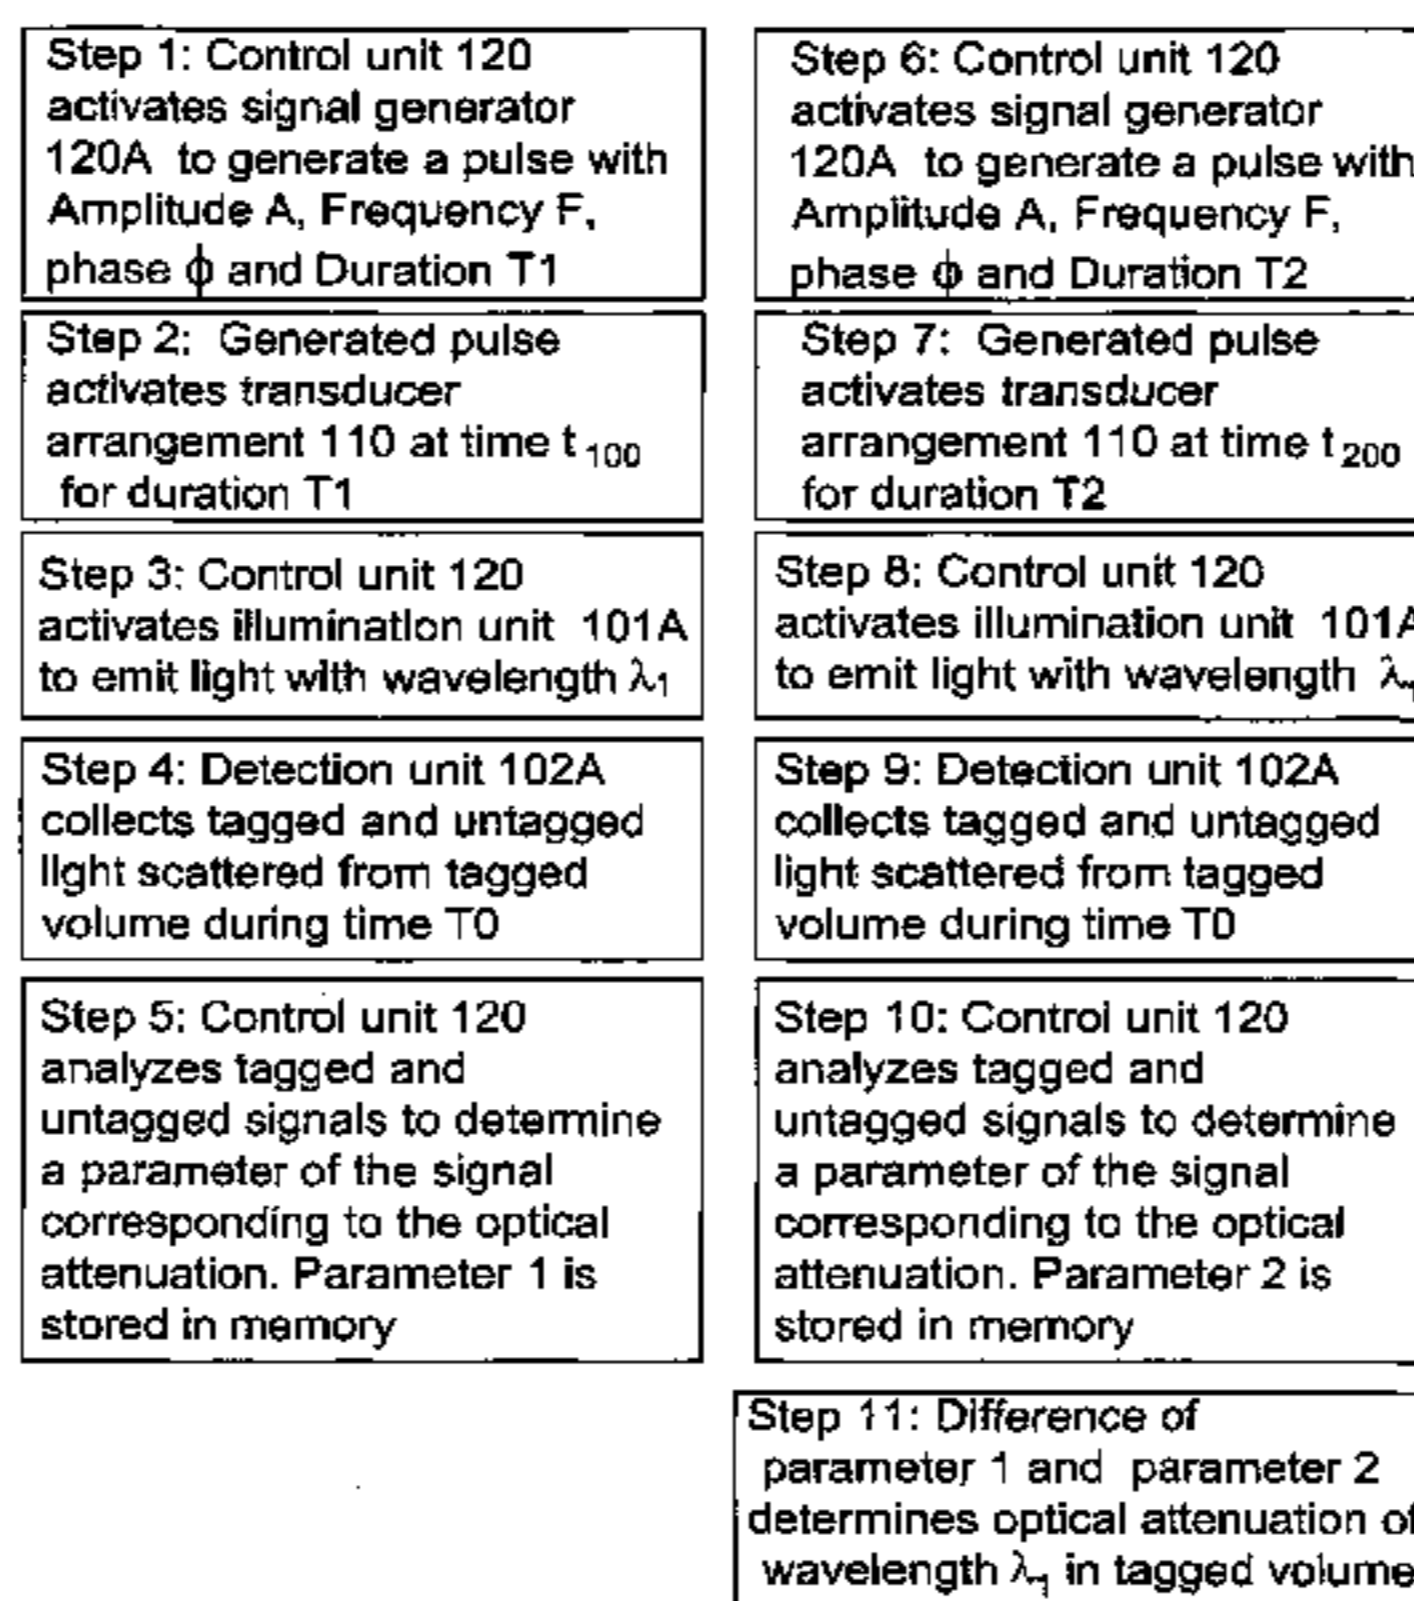 Step 1: Control unit 120
activates signal generator
120A to generate a pulse with
Amplitude A, Frequency F,
phase ϕ and Duration T1
Step 2: Generated pulse
activates transducer
arrangement 110 at time t100
for duration T1
Step 3: Control unit 120
activates illumination unit 101A
to emit light with wavelength λ1
Step 4: Detection unit 102A
collects tagged and untagged
light scattered from tagged
volume during time T0
Step 5: Control unit 120
analyzes tagged and
untagged signals to determine
a parameter of the signal
corresponding to the optical
attenuation. Parameter 1 is
stored in memory
Step 6: Control unit 120
activates signal generator
120A to generate a pulse with
Amplitude A, Frequency F,
phase ϕ and Duration T2
Step 7: Generated pulse
activates transducer
arrangement 110 at time t200
for duration T2
Step 8: Control unit 120
activates illumination unit 101A
to emit light with wavelength λ1
Step 9: Detection unit 102A
collects tagged and untagged
light scattered from tagged
volume during time T0
Step 10: Control unit 120
analyzes tagged and
untagged signals to determine
a parameter of the signal
corresponding to the optical
attenuation. Parameter 2 is
stored in memory
Step 11: Difference of
parameter 1 and parameter 2
determines optical attenuation of
wavelength λ1 in tagged volume